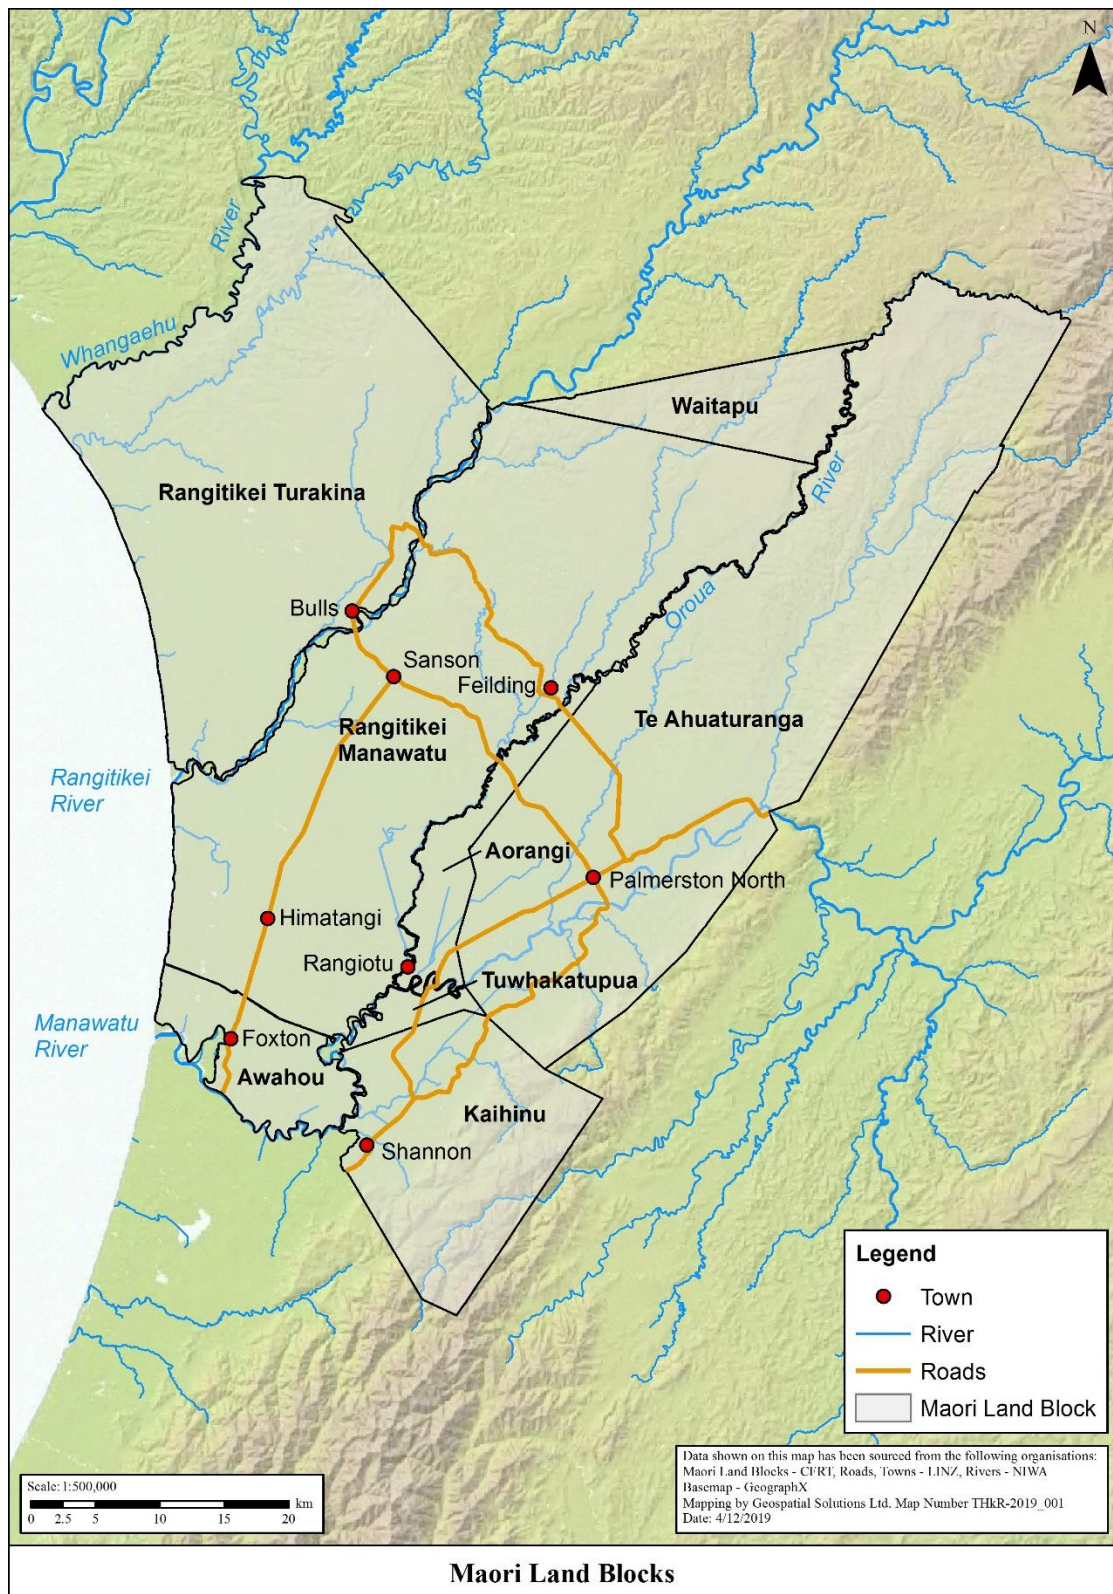 N
River
Whangaehu
Waitapu
Rangitikei Turakina
River
Oroua
Bulls
Sanson
Feilding
Rangitikei
Manawatu
Te Ahuaturanga
Rangitikei
River
Aorangi
Palmerston North
Himatangi
Rangiotu
Tuwhakatupua
Manawatu
River
Foxton
Awahou
Kaihinu
Shannon
Legend
Town
River
Roads
Maori Land Block
Scale: 1:500,000
km
0 2.5 5 10 15 20
Data shown on this map has been sourced from the following organisations:
Maori Land Blocks - CFRT, Roads, Towns - LINZ, Rivers - NIWA
Basemap - GeographX
Mapping by Geospatial Solutions Ltd. Map Number THkR-2019_001
Date: 4/12/2019
Maori Land Blocks